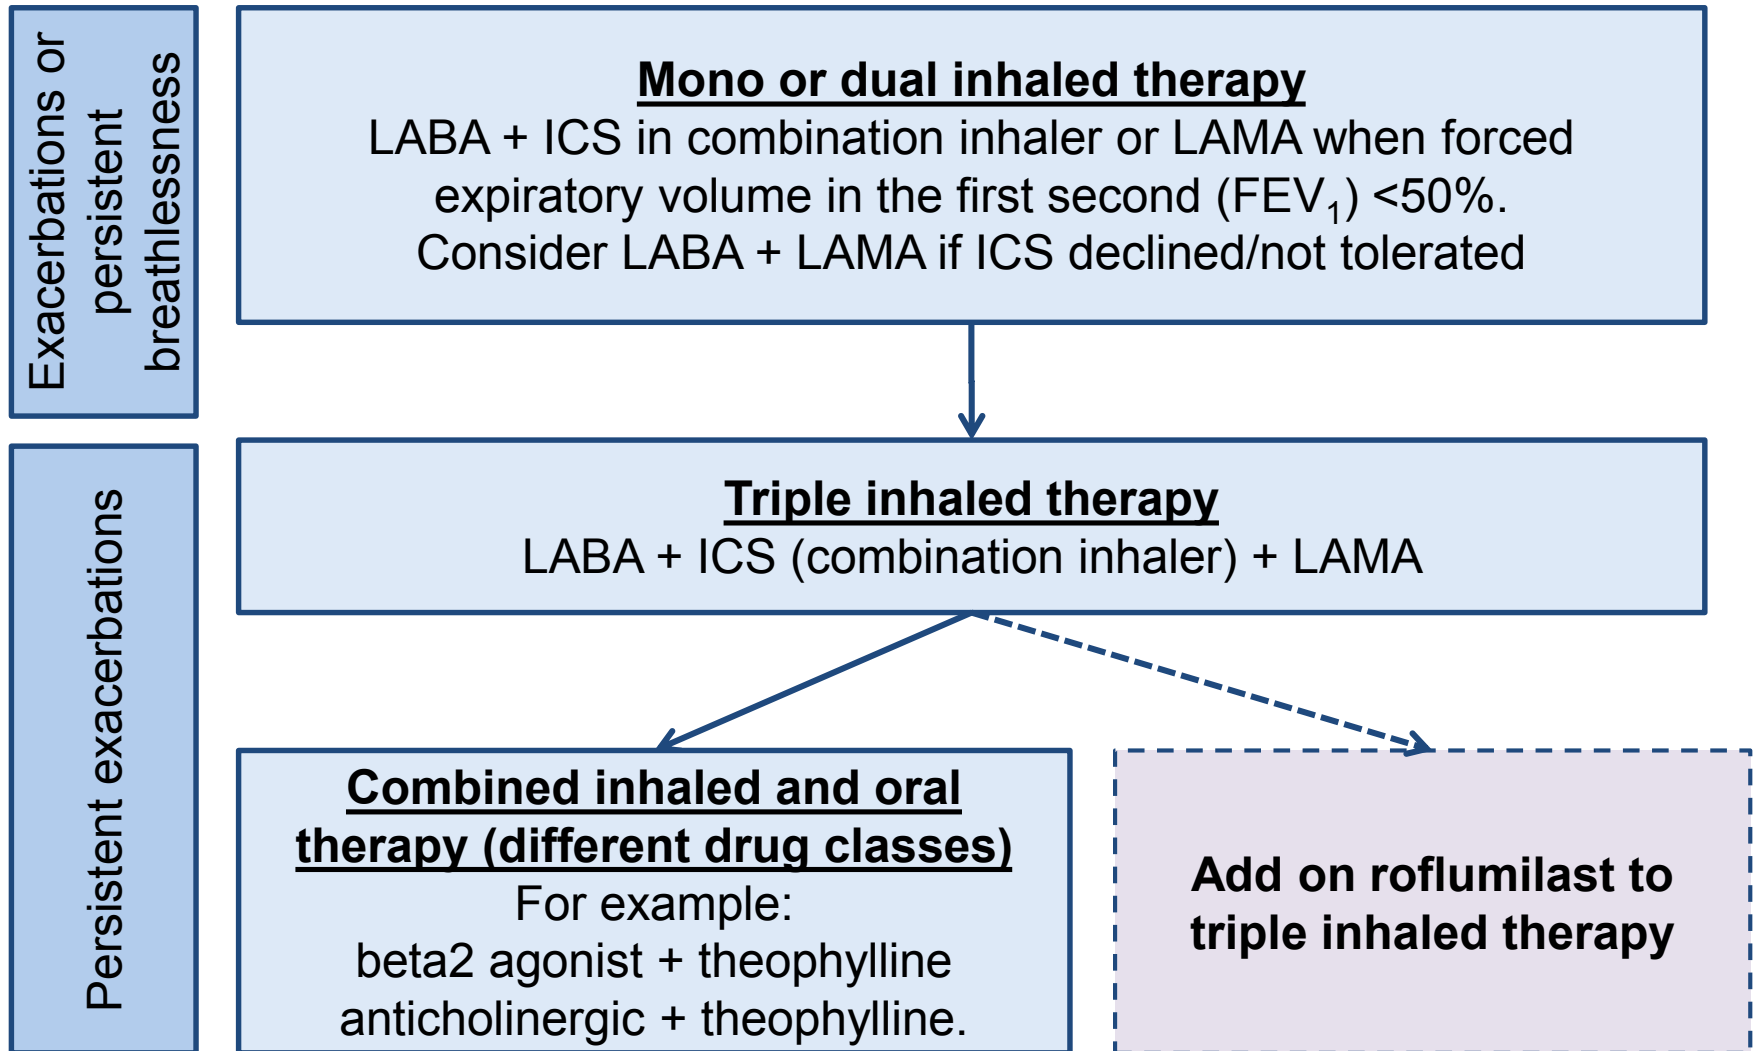 Exacerbations or
persistent
breathlessness
Mono or dual inhaled therapy
LABA + ICS in combination inhaler or LAMA when forced
expiratory volume in the first second (FEV₁) <50%.
Consider LABA + LAMA if ICS declined/not tolerated
Persistent exacerbations
Triple inhaled therapy
LABA + ICS (combination inhaler) + LAMA
Combined inhaled and oral
therapy (different drug classes)
For example:
beta2 agonist + theophylline
anticholinergic + theophylline.
Add on roflumilast to
triple inhaled therapy